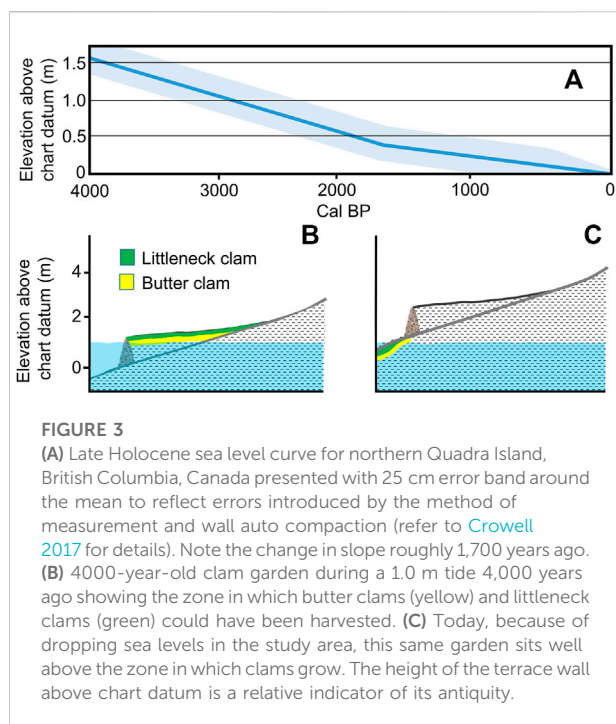 Elevation above
chart datum (m)
1.5
1.0
0.5
0
A
4000
3000
2000
1000
0
Cal BP
B
C
Littleneck clam
Butter clam
Elevation above
chart datum (m)
4
2
0
FIGURE 3
(A) Late Holocene sea level curve for northern Quadra Island,
British Columbia, Canada presented with 25 cm error band around
the mean to reflect errors introduced by the method of
measurement and wall auto compaction (refer to Crowell
2017 for details). Note the change in slope roughly 1,700 years ago.
(B) 4000-year-old clam garden during a 1.0 m tide 4,000 years
ago showing the zone in which butter clams (yellow) and littleneck
clams (green) could have been harvested. (C) Today, because of
dropping sea levels in the study area, this same garden sits well
above the zone in which clams grow. The height of the terrace wall
above chart datum is a relative indicator of its antiquity.